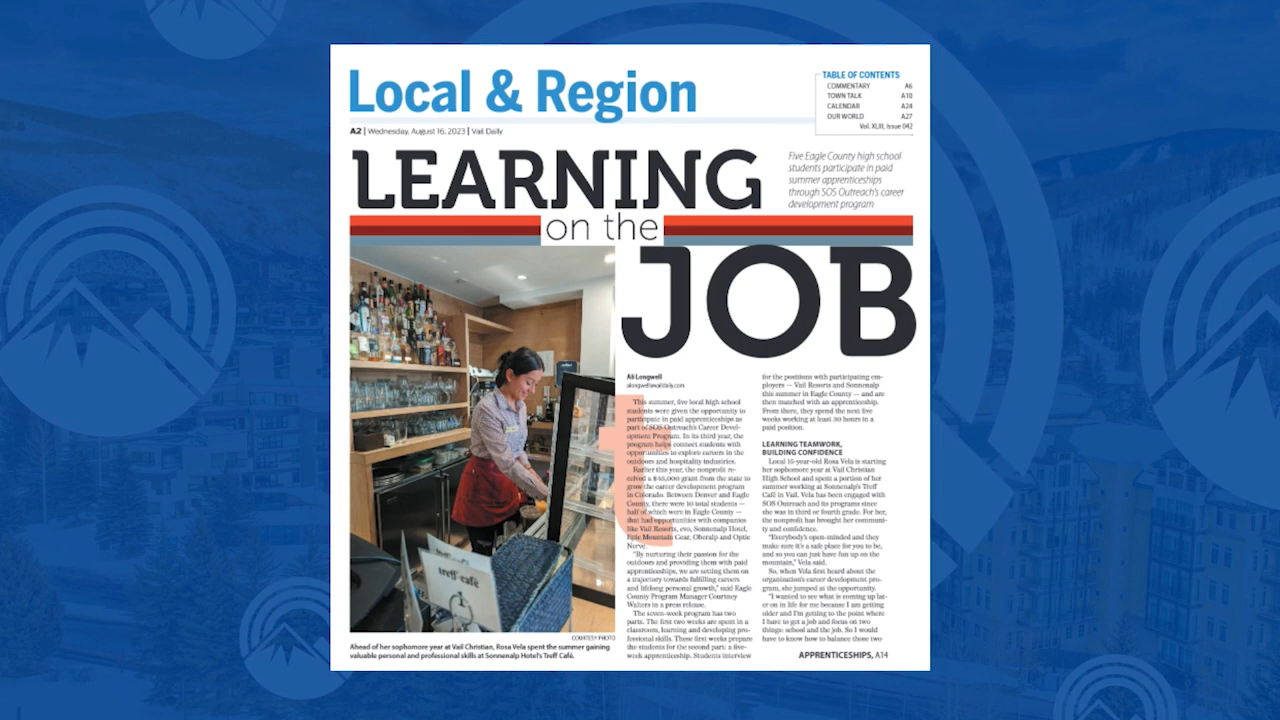 Local & Region
TABLE OF CONTENTS
COMMENTARY A6
TOWN TALK A10
CALENDAR A24
OUR WORLD A27
Vol. XLIII, Issue 042
A2 | Wednesday, August 16, 2023 | Vail Daily
LEARNING
on the
JOB
Five Eagle County high school
students participate in paid
summer apprenticeships
through SOS Outreach's career
development program
treff-café
COURTESY PHOTO
Ahead of her sophomore year at Vail Christian, Rosa Vela spent the summer gaining
valuable personal and professional skills at Sonnenalp Hotel's Treff Café.
Ali Longwell
alongwell@vaildaily.com
This summer, five local high school
students were given the opportunity to
participate in paid apprenticeships as
part of SOS Outreach's Career Devel-
opment Program. In its third year, the
program helps connect students with
opportunities to explore careers in the
outdoors and hospitality industries.
Earlier this year, the nonprofit re-
ceived a $45,000 grant from the state to
grow the career development program
in Colorado. Between Denver and Eagle
County, there were 10 total students —
half of which were in Eagle County —
that had opportunities with companies
like Vail Resorts, evo, Sonnenalp Hotel,
Epic Mountain Gear, Oberalp and Optic
Nerve.
"By nurturing their passion for the
outdoors and providing them with paid
apprenticeships, we are setting them on
a trajectory towards fulfilling careers
and lifelong personal growth," said Eagle
County Program Manager Courtney
Walters in a press release.
The seven-week program has two
parts. The first two weeks are spent in a
classroom, learning and developing pro-
fessional skills. These first weeks prepare
the students for the second part: a five-
week apprenticeship. Students interview
for the positions with participating em-
ployers — Vail Resorts and Sonnenalp
this summer in Eagle County — and are
then matched with an apprenticeship.
From there, they spend the next five
weeks working at least 30 hours in a
paid position.
LEARNING TEAMWORK,
BUILDING CONFIDENCE
Local 15-year-old Rosa Vela is starting
her sophomore year at Vail Christian
High School and spent a portion of her
summer working at Sonnenalp's Treff
Café in Vail. Vela has been engaged with
SOS Outreach and its programs since
she was in third or fourth grade. For her,
the nonprofit has brought her communi-
ty and confidence.
"Everybody's open-minded and they
make sure it's a safe place for you to be,
and so you can just have fun up on the
mountain," Vela said.
So, when Vela first heard about the
organization's career development pro-
gram, she jumped at the opportunity.
"I wanted to see what is coming up lat-
er on in life for me because I am getting
older and I'm getting to the point where
I have to get a job and focus on two
things: school and the job. So I would
have to know how to balance those two
APPRENTICESHIPS, A14